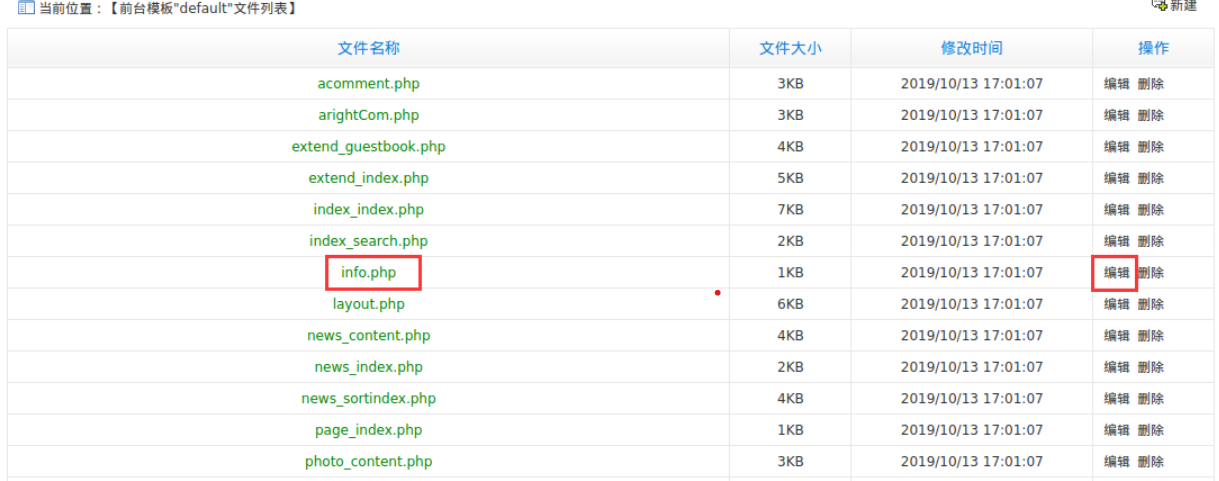 当前位置：【前台模板"default"文件列表】 新建
文件名称 文件大小 修改时间 操作
acomment.php 3KB 2019/10/13 17:01:07 编辑 删除
arightCom.php 3KB 2019/10/13 17:01:07 编辑 删除
extend_guestbook.php 4KB 2019/10/13 17:01:07 编辑 删除
extend_index.php 5KB 2019/10/13 17:01:07 编辑 删除
index_index.php 7KB 2019/10/13 17:01:07 编辑 删除
index_search.php 2KB 2019/10/13 17:01:07 编辑 删除
info.php 1KB 2019/10/13 17:01:07 编辑 删除
layout.php 6KB 2019/10/13 17:01:07 编辑 删除
news_content.php 4KB 2019/10/13 17:01:07 编辑 删除
news_index.php 2KB 2019/10/13 17:01:07 编辑 删除
news_sortindex.php 4KB 2019/10/13 17:01:07 编辑 删除
page_index.php 1KB 2019/10/13 17:01:07 编辑 删除
photo_content.php 3KB 2019/10/13 17:01:07 编辑 删除